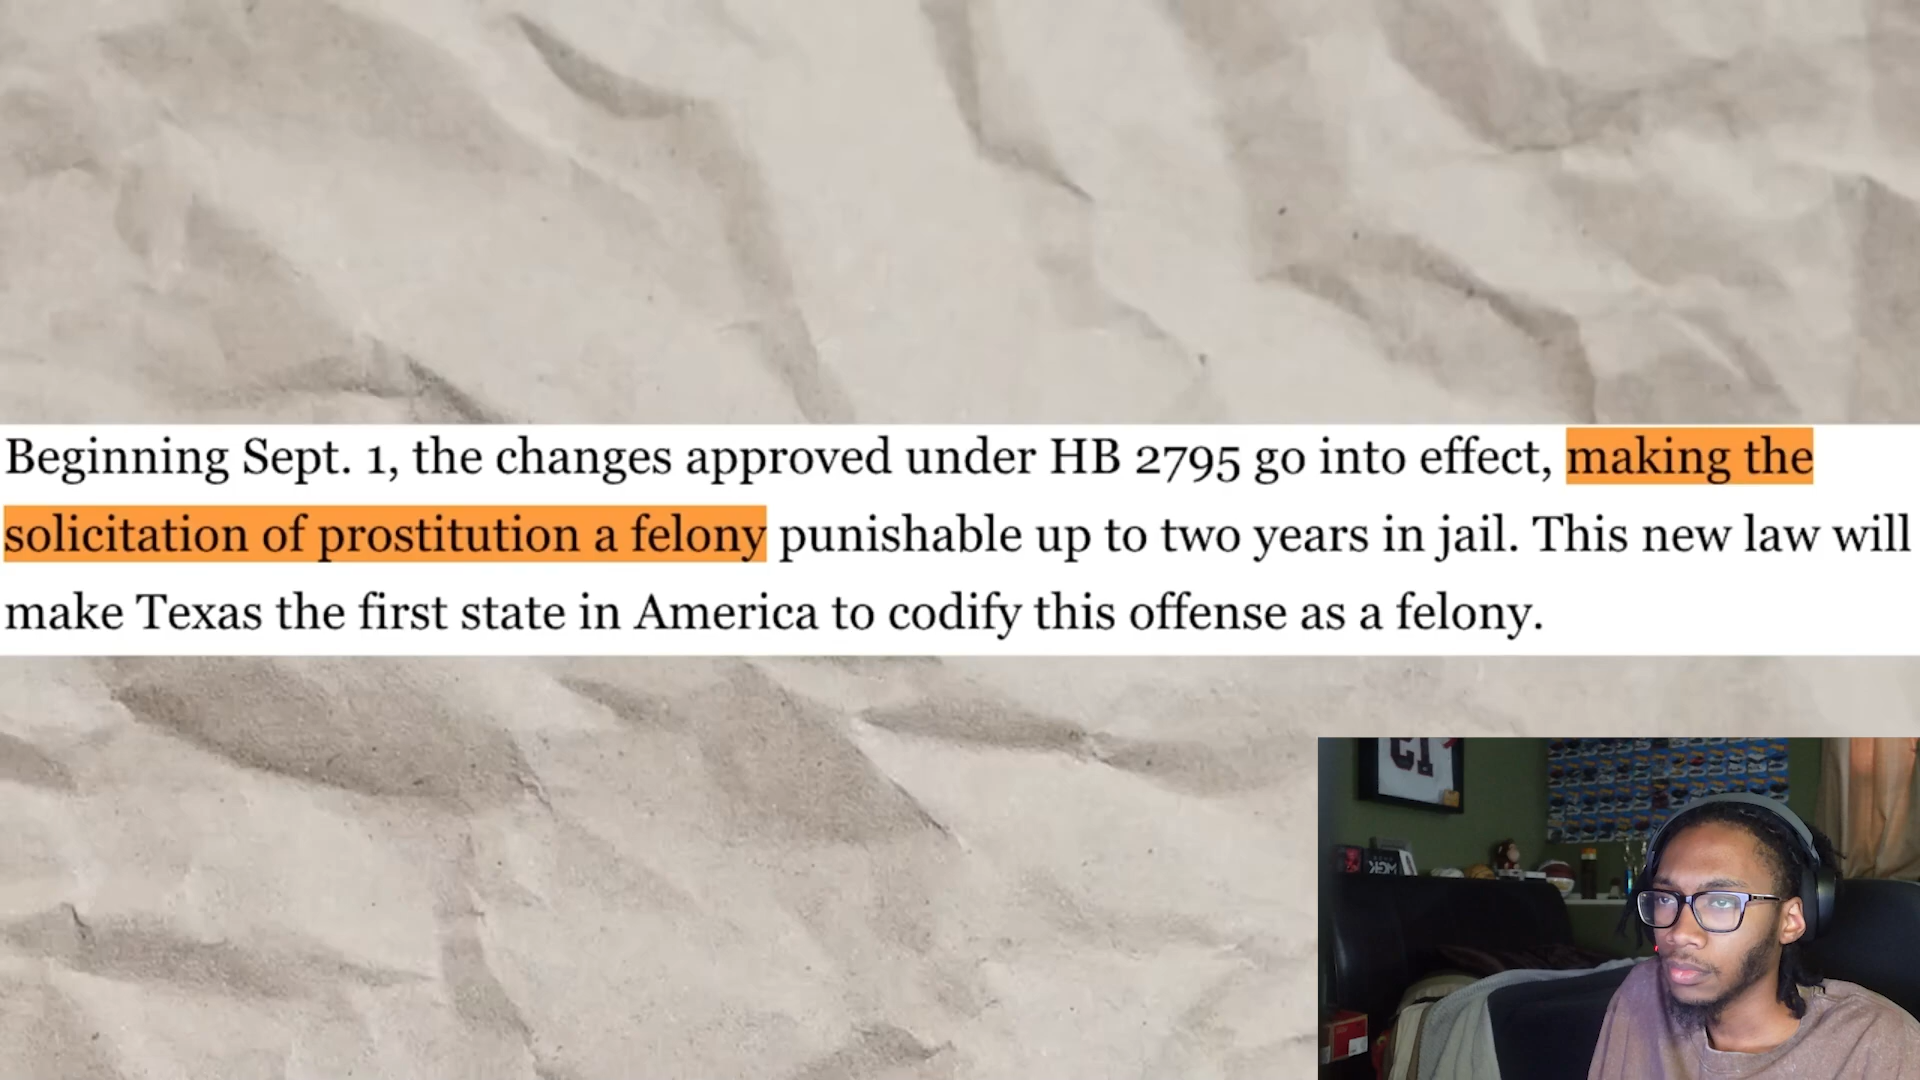 Beginning Sept. 1, the changes approved under HB 2795 go into effect, making the
solicitation of prostitution a felony punishable up to two years in jail. This new law will
make Texas the first state in America to codify this offense as a felony.